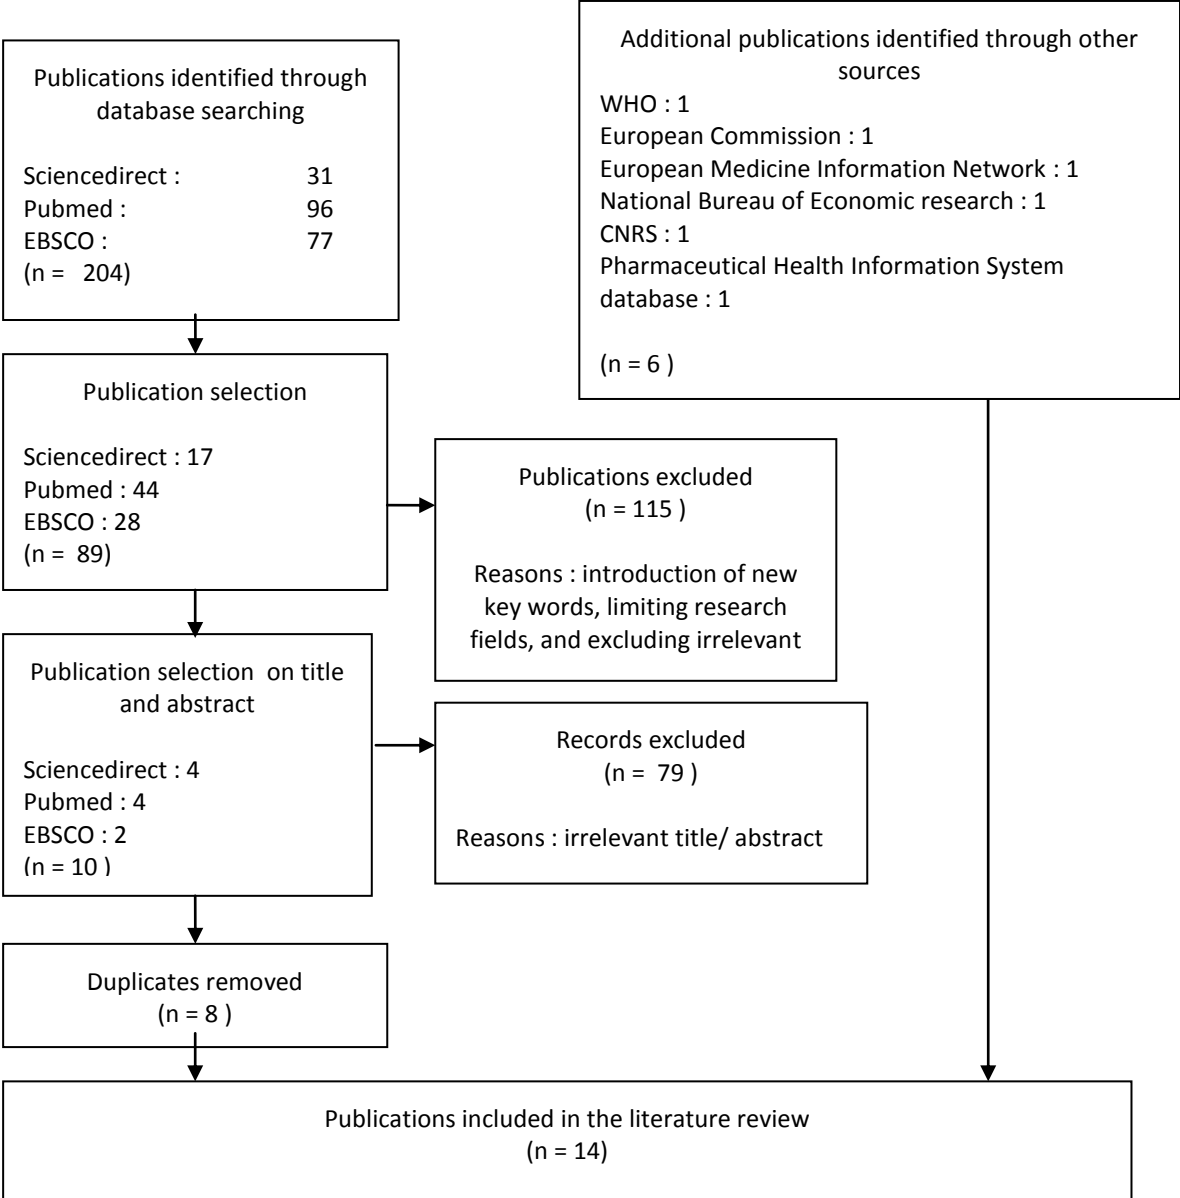 Publications identified through
database searching
Sciencedirect : 31
Pubmed : 96
EBSCO : 77
(n = 204)
Additional publications identified through other
sources
WHO : 1
European Commission : 1
European Medicine Information Network : 1
National Bureau of Economic research : 1
CNRS : 1
Pharmaceutical Health Information System
database : 1
(n = 6 )
Publication selection
Sciencedirect : 17
Pubmed : 44
EBSCO : 28
(n = 89)
Publications excluded
(n = 115 )
Reasons : introduction of new
key words, limiting research
fields, and excluding irrelevant
Publication selection on title
and abstract
Sciencedirect : 4
Pubmed : 4
EBSCO : 2
(n = 10 )
Records excluded
(n = 79 )
Reasons : irrelevant title/ abstract
Duplicates removed
(n = 8 )
Publications included in the literature review
(n = 14)